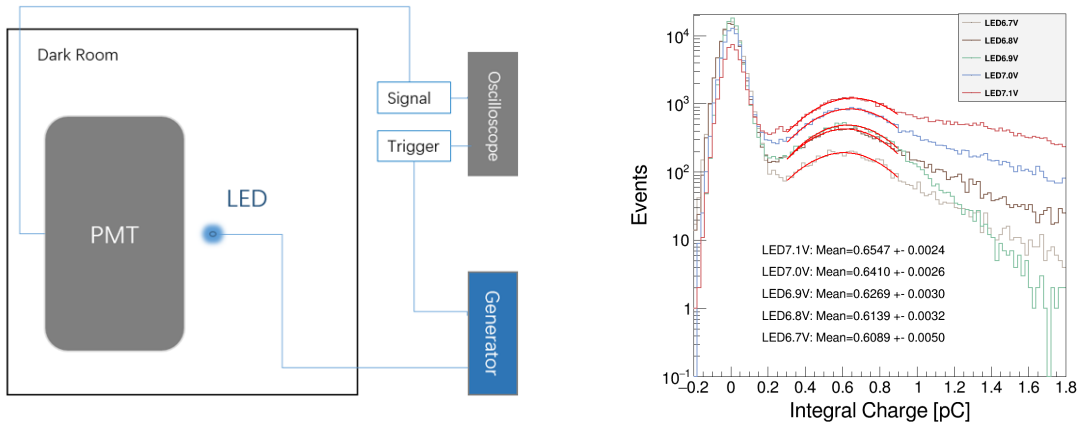 Dark Room
Signal
Trigger
Oscilloscope
LED
PMT
Generator
Events
10⁴
10³
10²
10
1
10⁻¹
LED6.7V
LED6.8V
LED6.9V
LED7.0V
LED7.1V
LED7.1V: Mean=0.6547 +- 0.0024
LED7.0V: Mean=0.6410 +- 0.0026
LED6.9V: Mean=0.6269 +- 0.0030
LED6.8V: Mean=0.6139 +- 0.0032
LED6.7V: Mean=0.6089 +- 0.0050
−0.2 0 0.2 0.4 0.6 0.8 1 1.2 1.4 1.6 1.8
Integral Charge [pC]